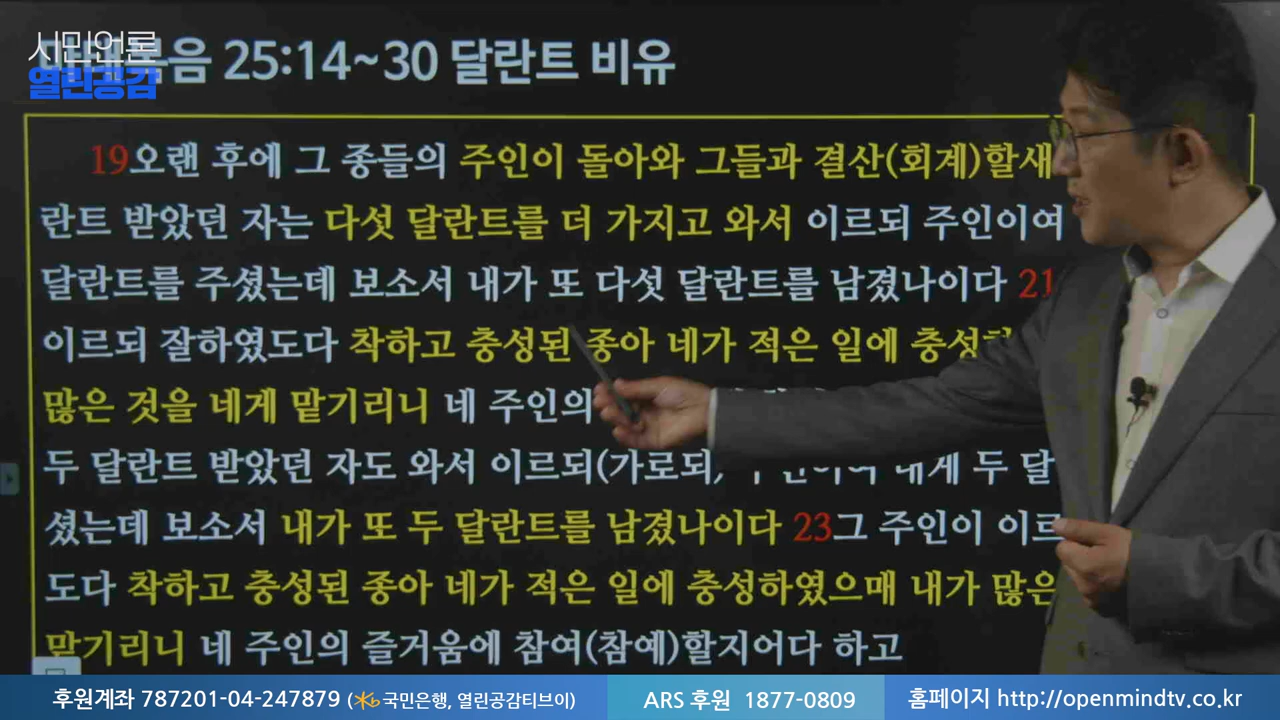 시민언론
열린공감
25:14~30 달란트 비유
19오랜 후에 그 종들의 주인이 돌아와 그들과 결산(회계)할새
란트 받았던 자는 다섯 달란트를 더 가지고 와서 이르되 주인이여
달란트를 주셨는데 보소서 내가 또 다섯 달란트를 남겼나이다 21
이르되 잘하였도다 착하고 충성된 종아 네가 적은 일에
많은 것을 네게 맡기리니 네 주인의
두 달란트 받았던 자도 와서 이르되(가로되, 내게 두 달
셨는데 보소서 내가 또 두 달란트를 남겼나이다 23그 주인이 이르
도다 착하고 충성된 종아 네가 적은 일에 충성하였으매 내가 많은
맡기리니 네 주인의 즐거움에 참여(참예)할지어다 하고
후원계좌 787201-04-247879 (국민은행, 열린공감티브이) ARS 후원 1877-0809 홈페이지 http://openmindtv.co.kr